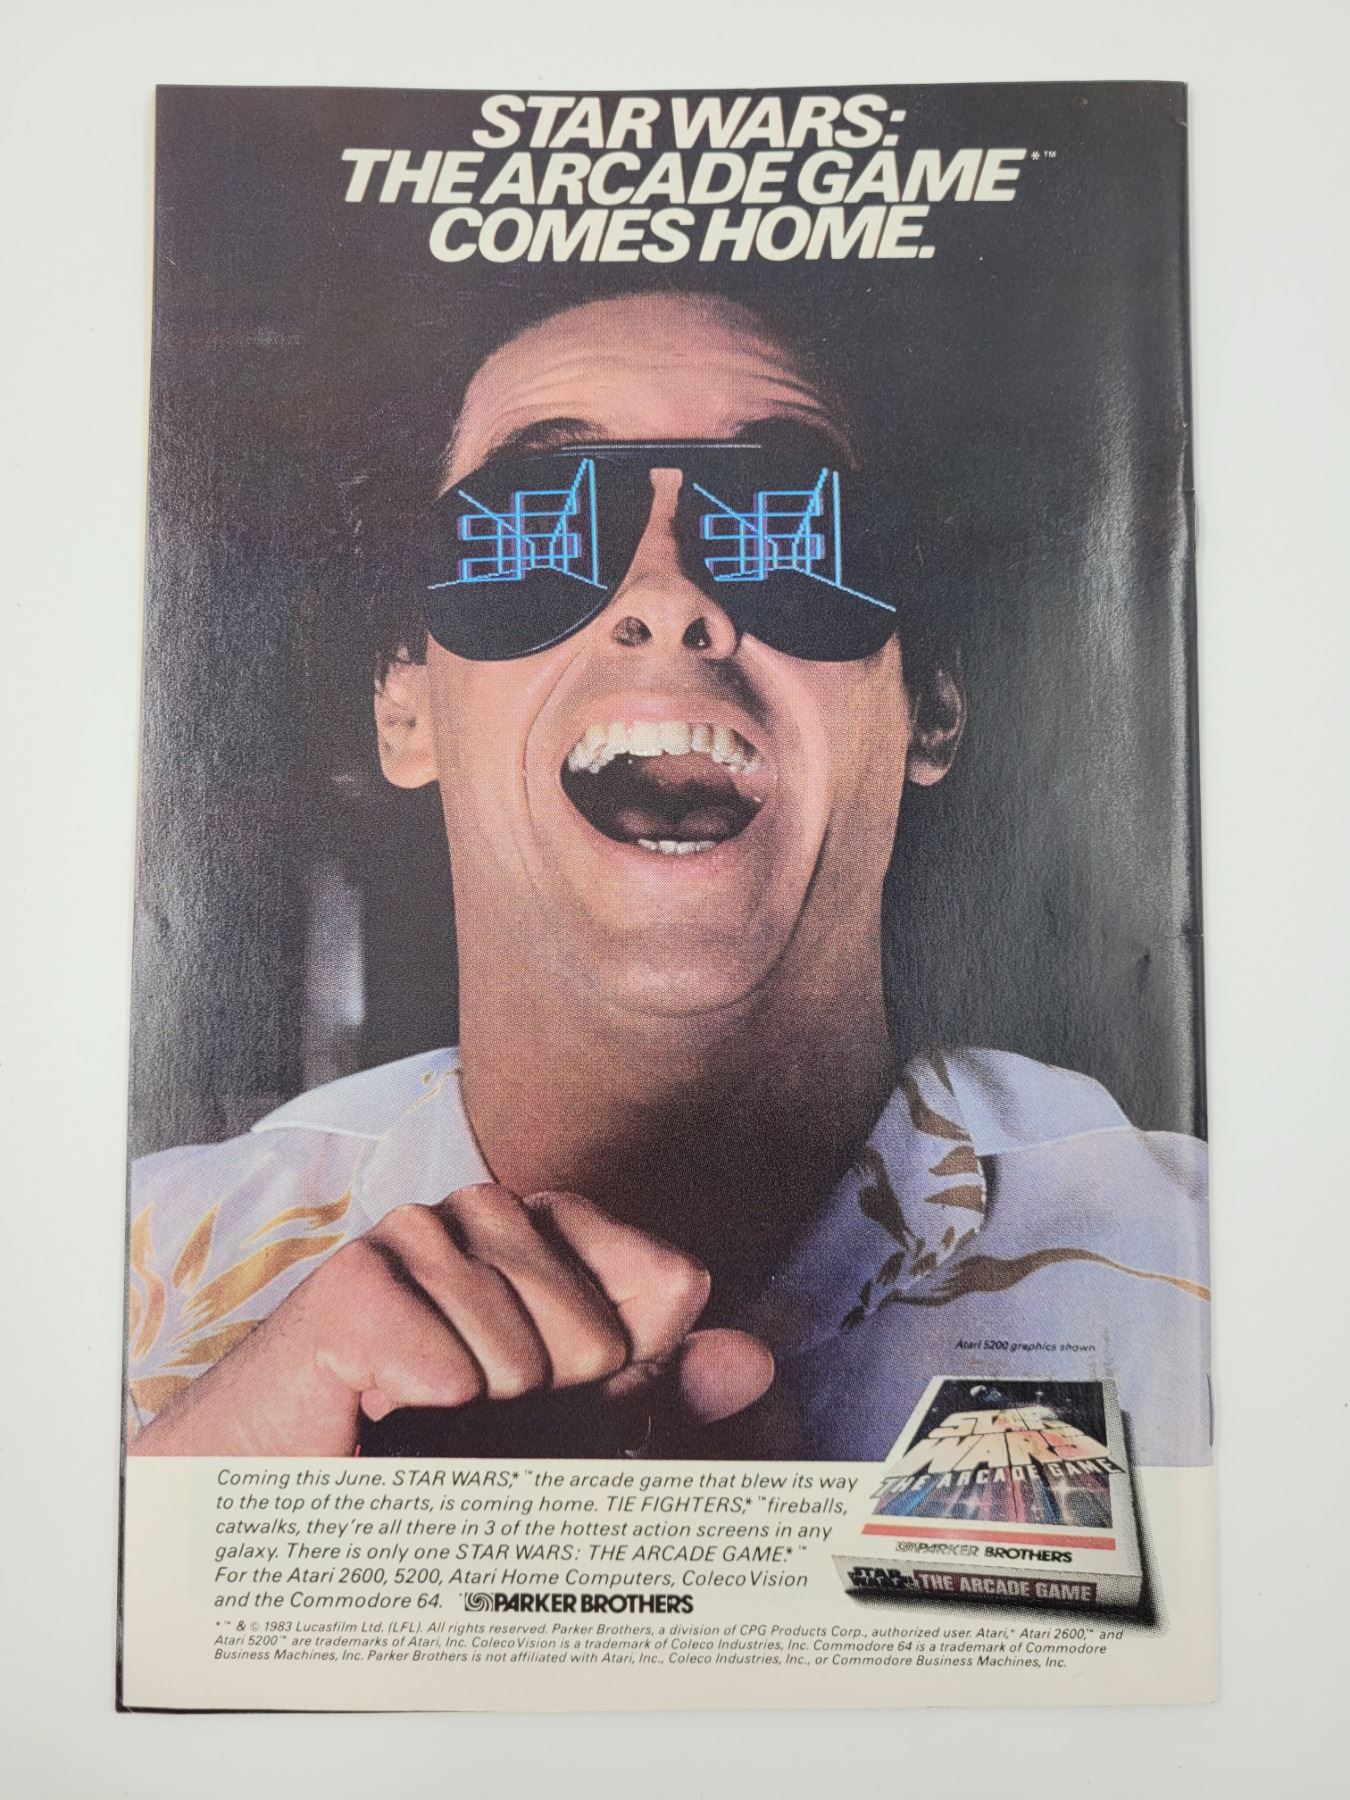 STAR WARS:
THE ARCADE GAME*™
COMES HOME.
Atari 5200 graphics shown
STAR
WARS
THE ARCADE GAME
PARKER BROTHERS
STAR
WARS THE ARCADE GAME
Coming this June. STAR WARS,*™ the arcade game that blew its way
to the top of the charts, is coming home. TIE FIGHTERS,*™ fireballs,
catwalks, they're all there in 3 of the hottest action screens in any
galaxy. There is only one STAR WARS: THE ARCADE GAME.*™
For the Atari 2600, 5200, Atari Home Computers, ColecoVision
and the Commodore 64. PARKER BROTHERS
*™ & © 1983 Lucasfilm Ltd. (LFL). All rights reserved. Parker Brothers, a division of CPG Products Corp., authorized user. Atari,® Atari 2600,™ and
Atari 5200™ are trademarks of Atari, Inc. ColecoVision is a trademark of Coleco Industries, Inc. Commodore 64 is a trademark of Commodore
Business Machines, Inc. Parker Brothers is not affiliated with Atari, Inc., Coleco Industries, Inc., or Commodore Business Machines, Inc.